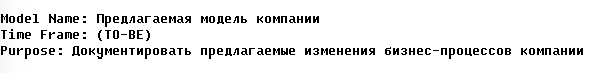 Model Name: Предлагаемая модель компании
Time Frame: (TO-BE)
Purpose: Документировать предлагаемые изменения бизнес-процессов компании